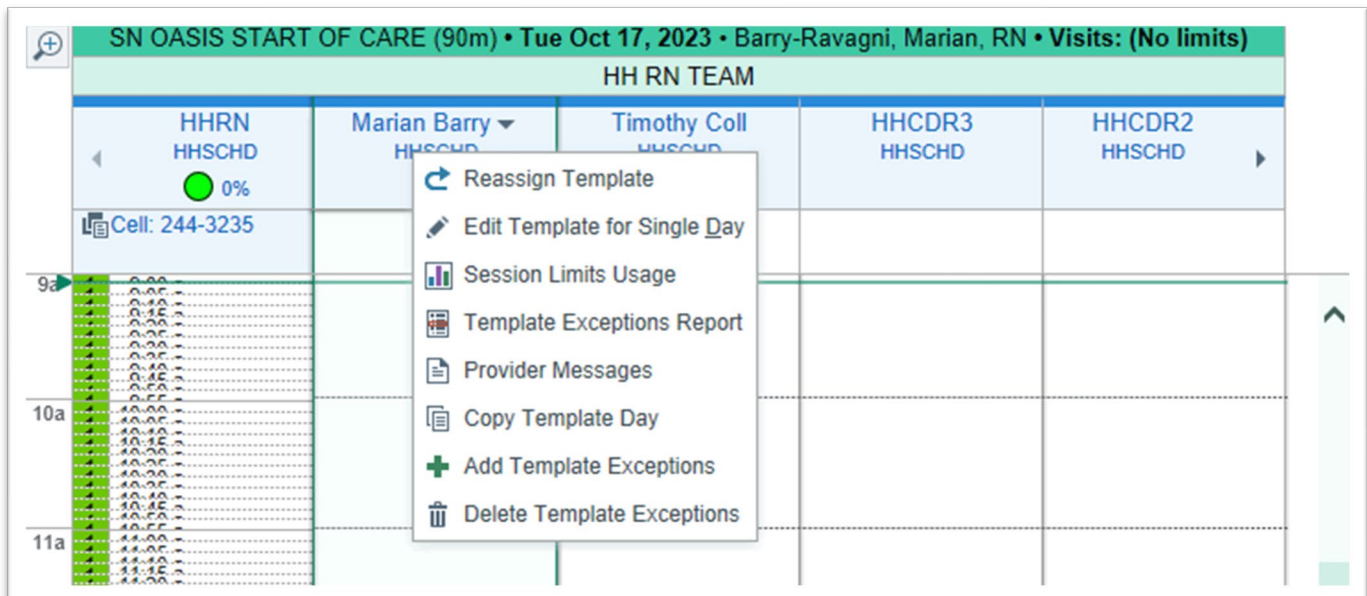 SN OASIS START OF CARE (90m) • Tue Oct 17, 2023 • Barry-Ravagni, Marian, RN • Visits: (No limits)
HH RN TEAM
HHRN
HHSCHD
0%
Marian Barry
HHSCHD
Timothy Coll
HHSCHD
HHCDR3
HHSCHD
HHCDR2
HHSCHD
Cell: 244-3235
Reassign Template
Edit Template for Single Day
Session Limits Usage
Template Exceptions Report
Provider Messages
Copy Template Day
Add Template Exceptions
Delete Template Exceptions
9a
10a
11a